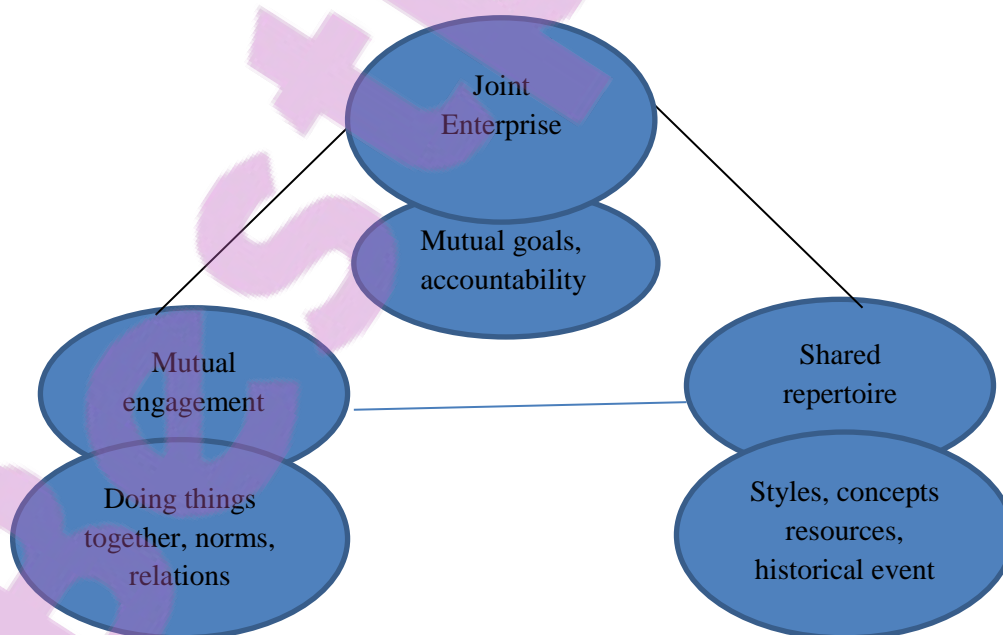 Joint
Enterprise
Mutual goals,
accountability
Mutual
engagement
Shared
repertoire
Doing things
together, norms,
relations
Styles, concepts
resources,
historical event